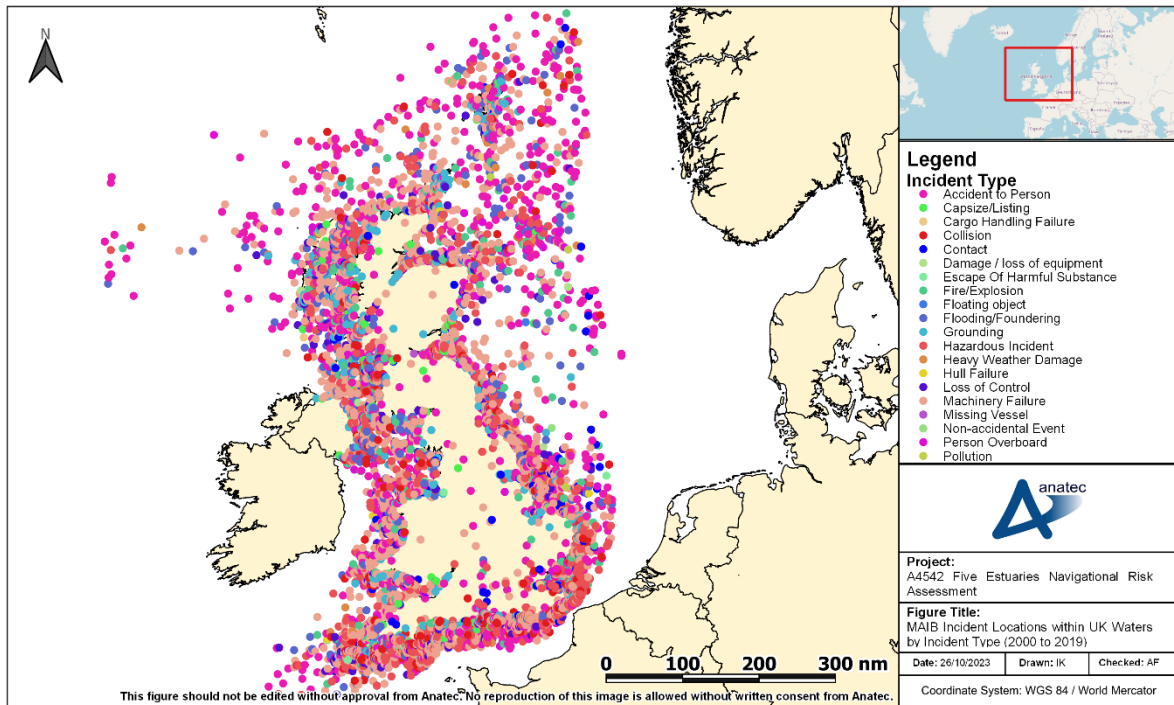 N
Legend
Incident Type
Accident to Person
Capsize/Listing
Cargo Handling Failure
Collision
Contact
Damage / loss of equipment
Escape Of Harmful Substance
Fire/Explosion
Floating object
Flooding/Foundering
Grounding
Hazardous Incident
Heavy Weather Damage
Hull Failure
Loss of Control
Machinery Failure
Missing Vessel
Non-accidental Event
Person Overboard
Pollution
anatec
Project:
A4542 Five Estuaries Navigational Risk
Assessment
Figure Title:
MAIB Incident Locations within UK Waters
by Incident Type (2000 to 2019)
Date: 26/10/2023
Drawn: IK
Checked: AF
Coordinate System: WGS 84 / World Mercator
0 100 200 300 nm
This figure should not be edited without approval from Anatec. No reproduction of this image is allowed without written consent from Anatec.